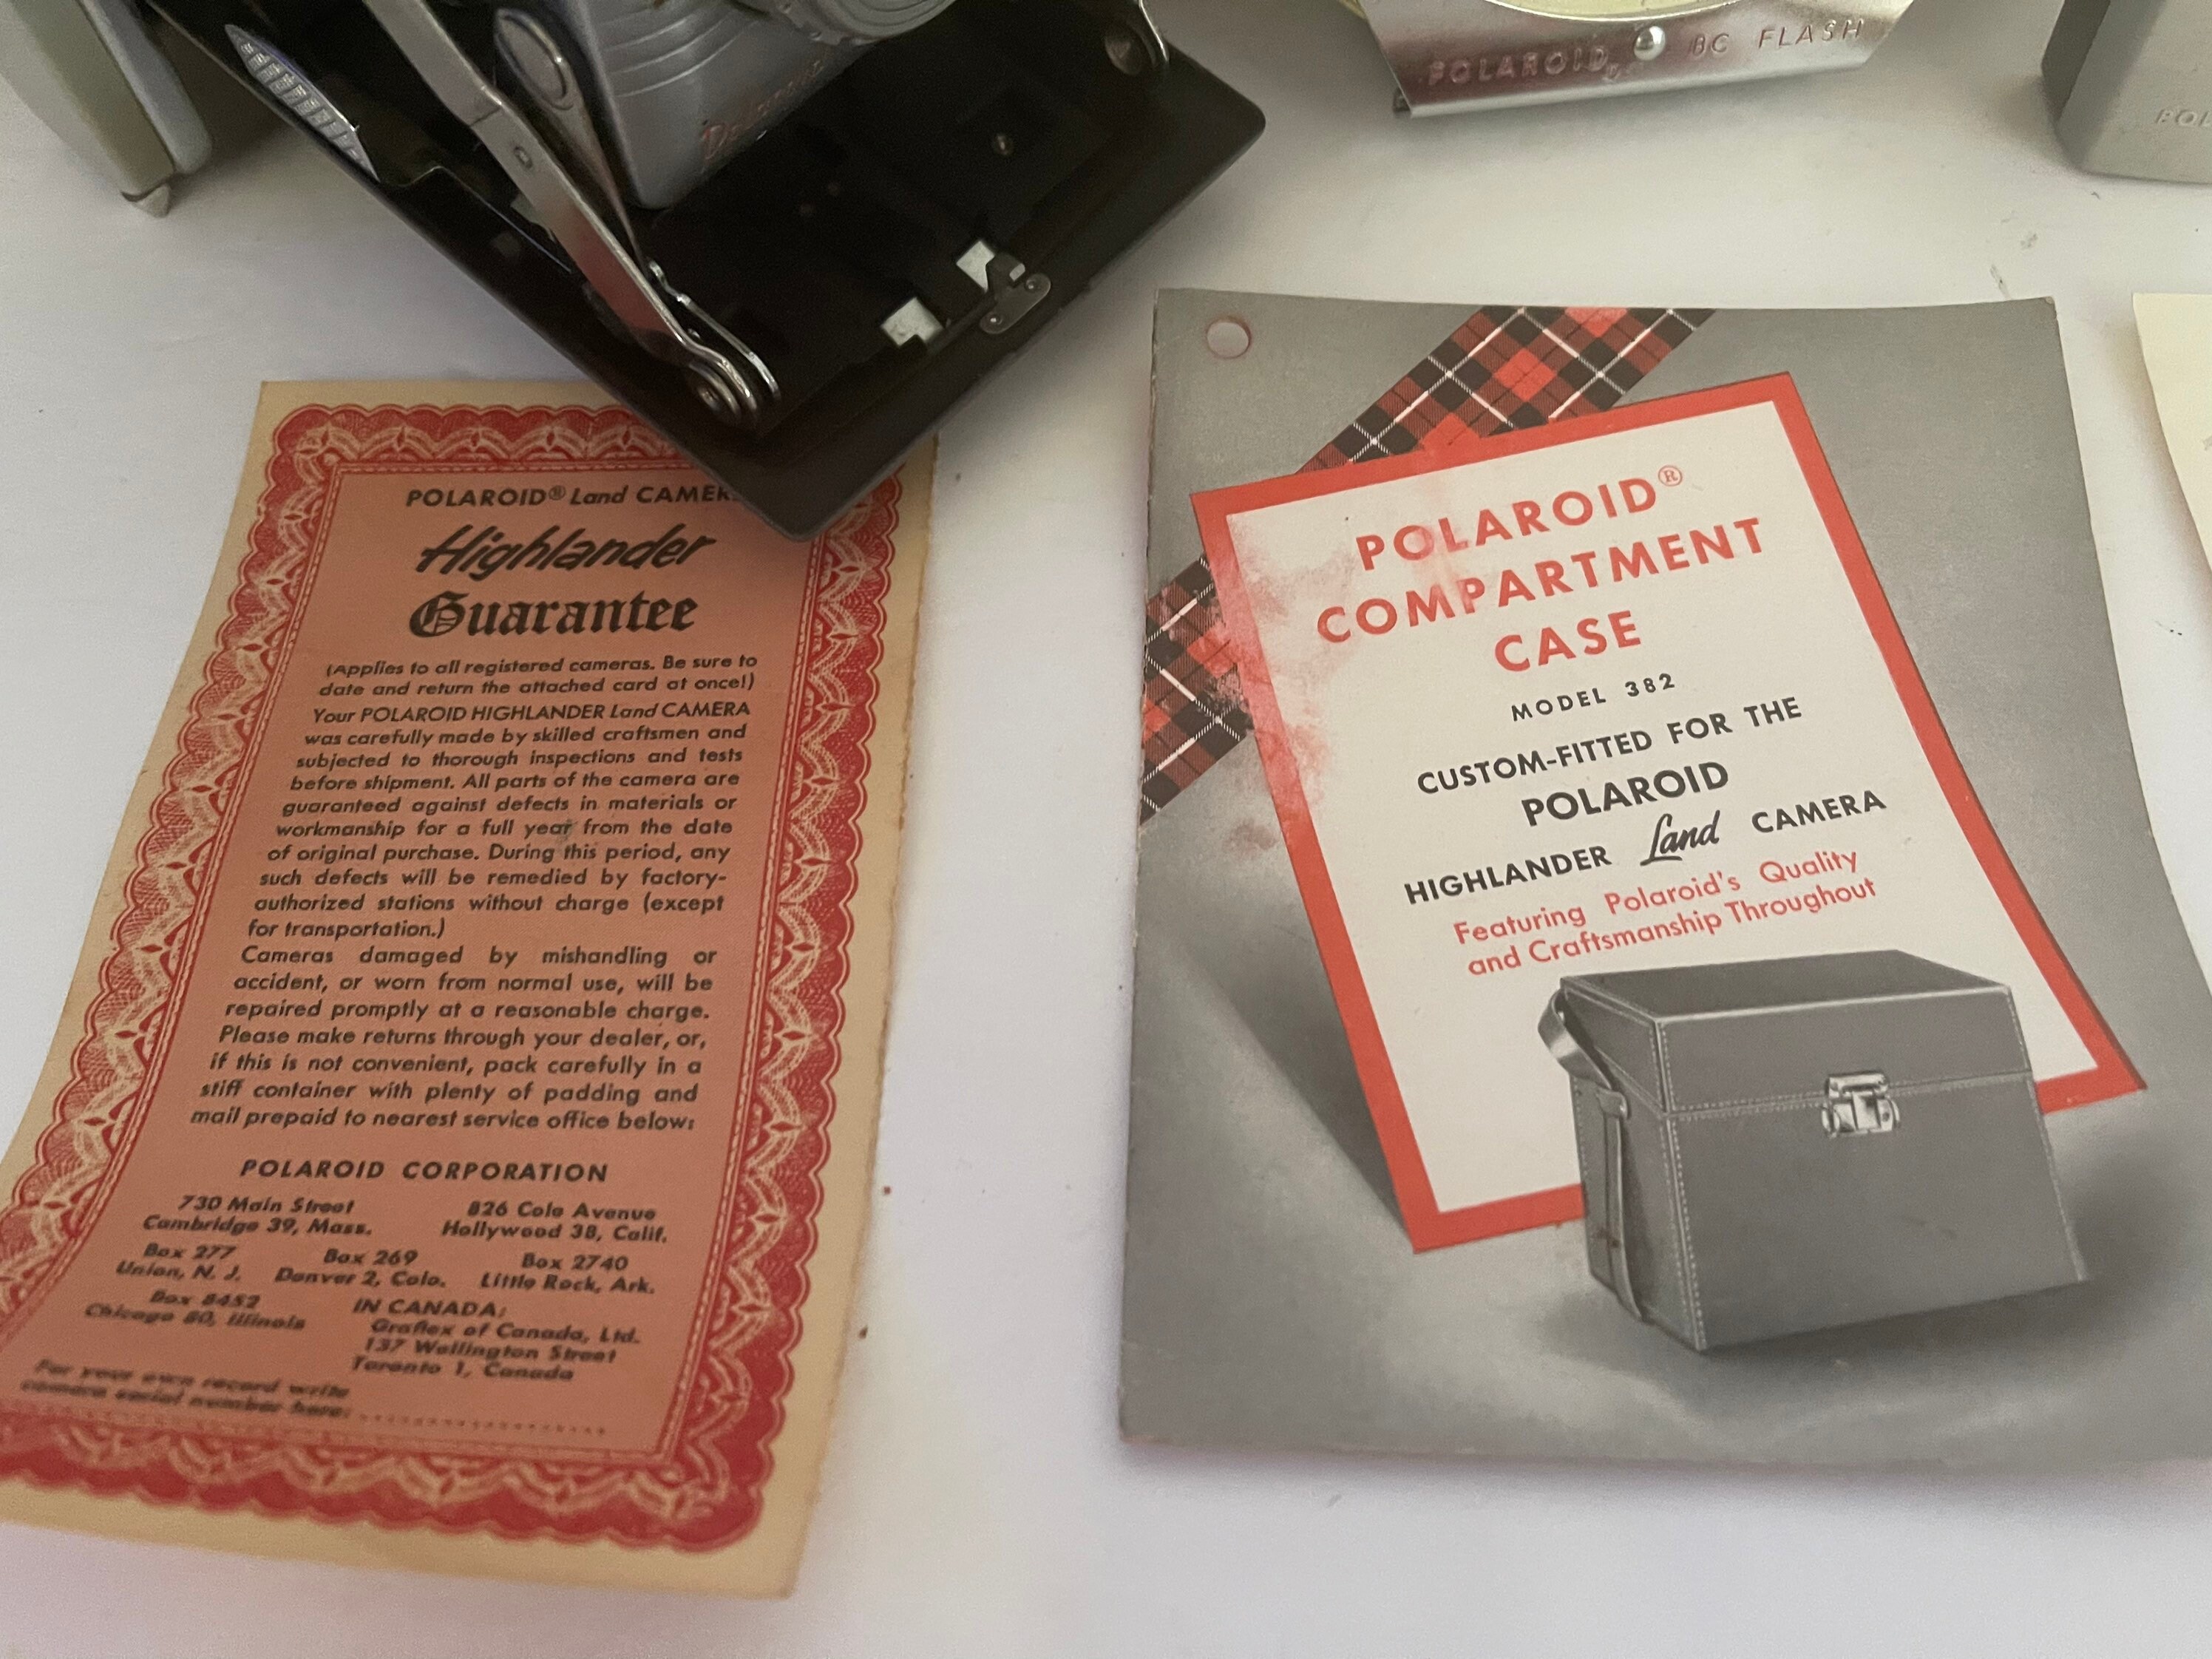 POLAROID BC FLASH
POLAROID® Land CAMER
Highlander
Guarantee
(Applies to all registered cameras. Be sure to
date and return the attached card at once!)
Your POLAROID HIGHLANDER Land CAMERA
was carefully made by skilled craftsmen and
subjected to thorough inspections and tests
before shipment. All parts of the camera are
guaranteed against defects in materials or
workmanship for a full year from the date
of original purchase. During this period, any
such defects will be remedied by factory-
authorized stations without charge (except
for transportation.)
Cameras damaged by mishandling or
accident, or worn from normal use, will be
repaired promptly at a reasonable charge.
Please make returns through your dealer, or,
if this is not convenient, pack carefully in a
stiff container with plenty of padding and
mail prepaid to nearest service office below:
POLAROID CORPORATION
730 Main Street
Cambridge 39, Mass.
826 Cole Avenue
Hollywood 38, Calif.
Box 277
Union, N. J.
Box 269
Denver 2, Colo.
Box 2740
Little Rock, Ark.
Box 8452
Chicago 80, Illinois
IN CANADA:
Graflex of Canada, Ltd.
137 Wellington Street
Toronto 1, Canada
For your own record write
camera serial number here:
POLAROID®
COMPARTMENT
CASE
MODEL 382
CUSTOM-FITTED FOR THE
POLAROID
HIGHLANDER Land CAMERA
Featuring Polaroid's Quality
and Craftsmanship Throughout